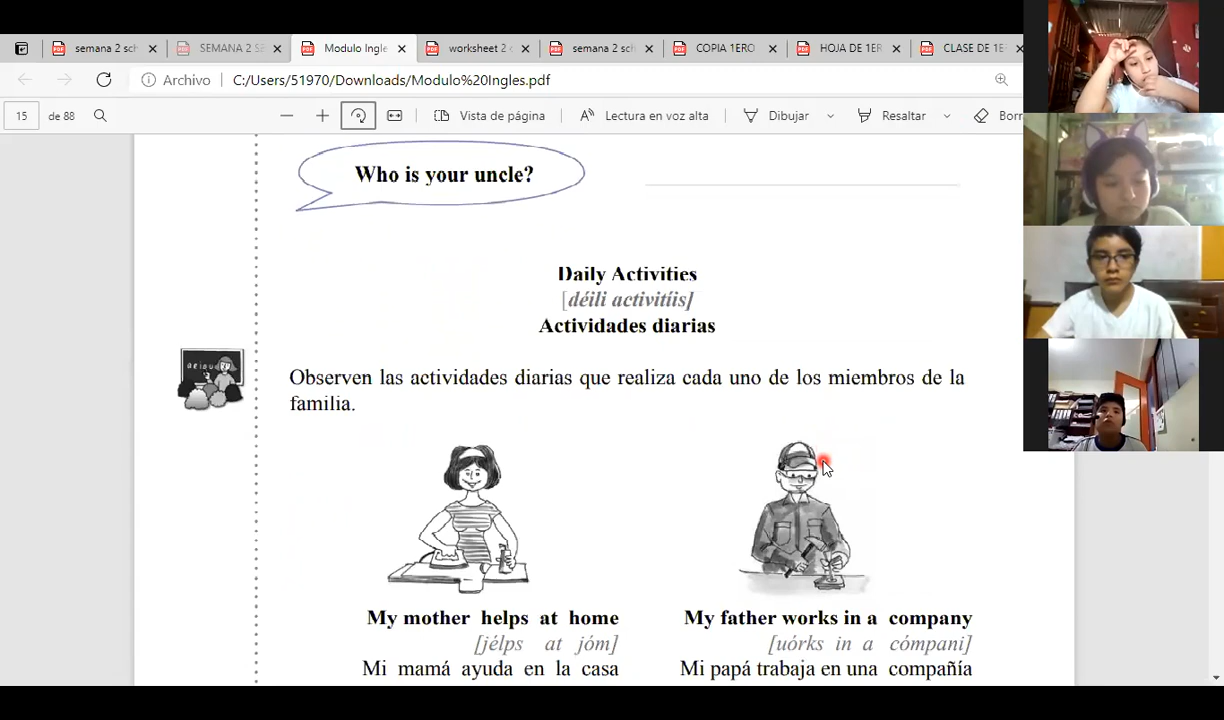 semana 2 sch
SEMANA 2 SE
Modulo Ingle
worksheet 2 c
semana 2 sch
COPIA 1ERO
HOJA DE 1ER
CLASE DE 1E
Archivo C:/Users/51970/Downloads/Modulo%20Ingles.pdf
15 de 88 Vista de página Lectura en voz alta Dibujar Resaltar Borr
Who is your uncle?
Daily Activities
[déili activitíis]
Actividades diarias
Observen las actividades diarias que realiza cada uno de los miembros de la
familia.
My mother helps at home
[jélps at jóm]
Mi mamá ayuda en la casa
My father works in a company
[uórks in a cómpani]
Mi papá trabaja en una compañía